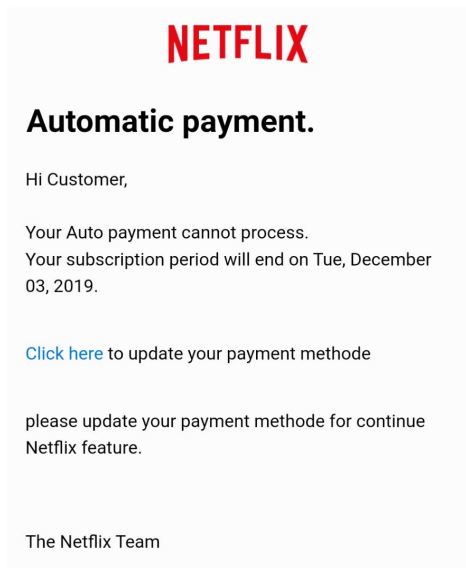 NETFLIX
Automatic payment.
Hi Customer,
Your Auto payment cannot process.
Your subscription period will end on Tue, December
03, 2019.
Click here to update your payment methode
please update your payment methode for continue
Netflix feature.
The Netflix Team